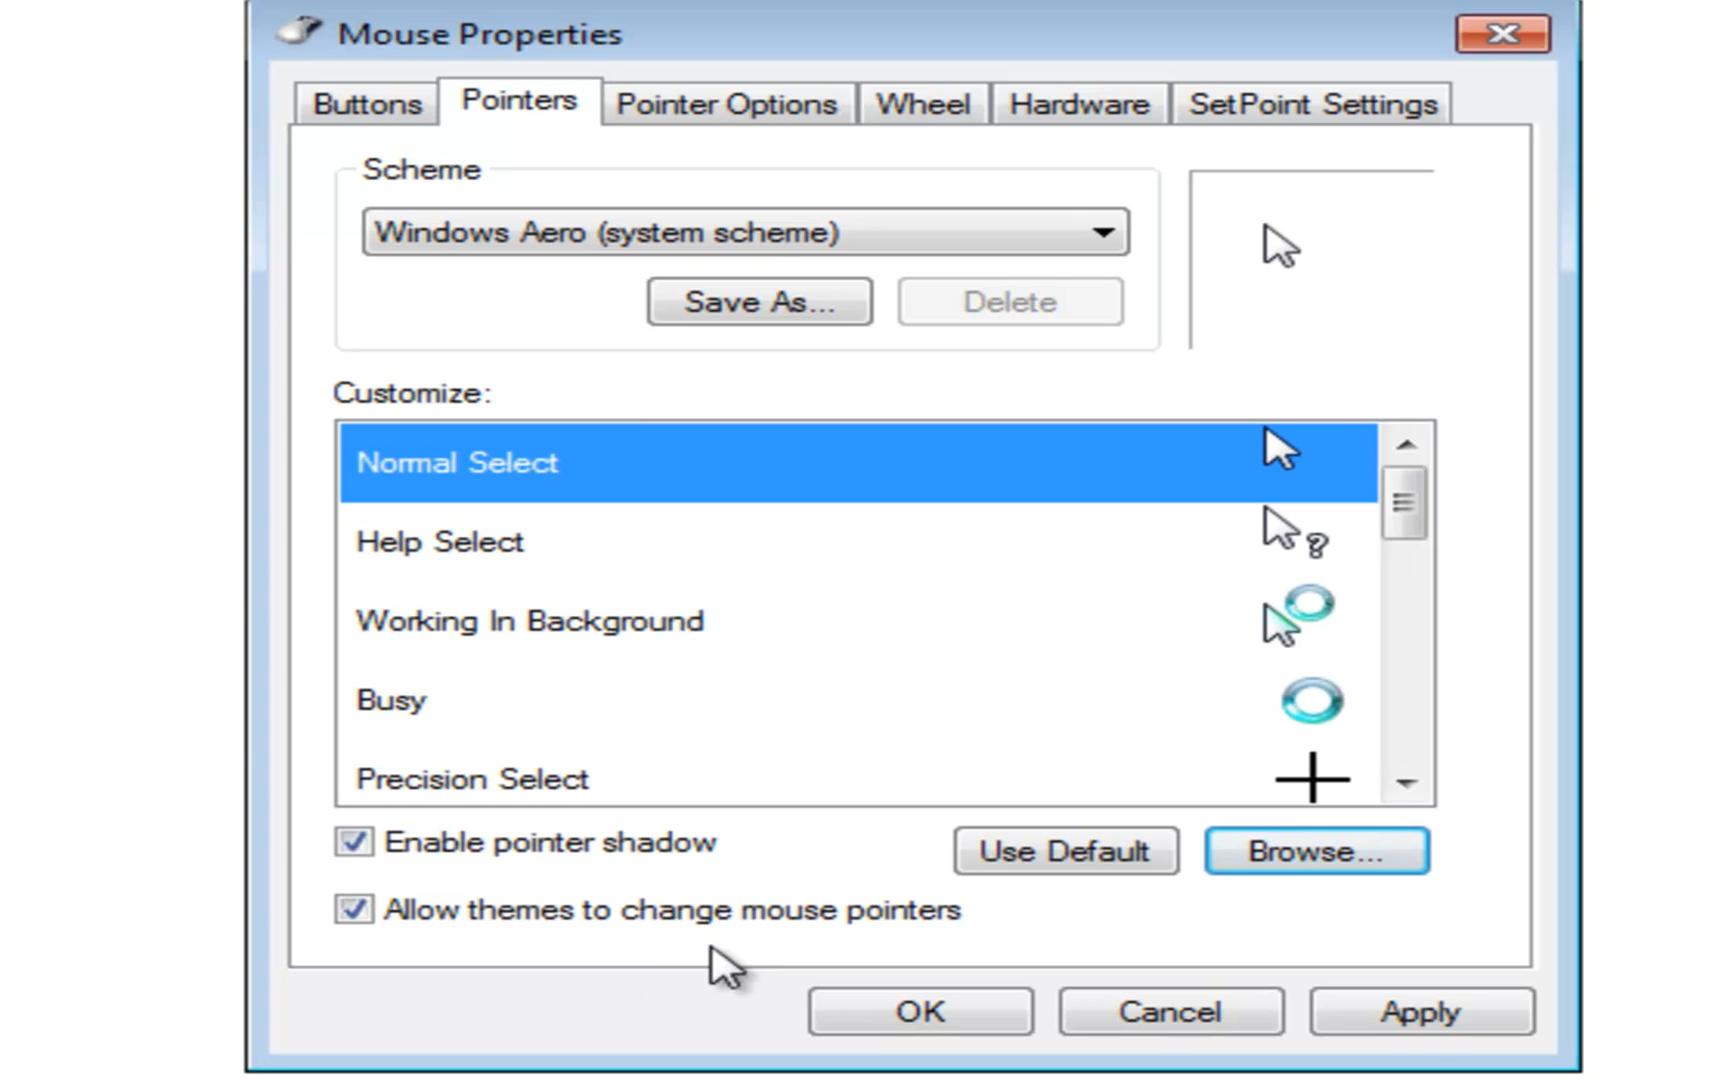 Mouse Properties
Buttons Pointers Pointer Options Wheel Hardware SetPoint Settings
Scheme
Windows Aero (system scheme)
Save As... Delete
Customize:
Normal Select
Help Select
Working In Background
Busy
Precision Select
Enable pointer shadow
Use Default Browse...
Allow themes to change mouse pointers
OK Cancel Apply